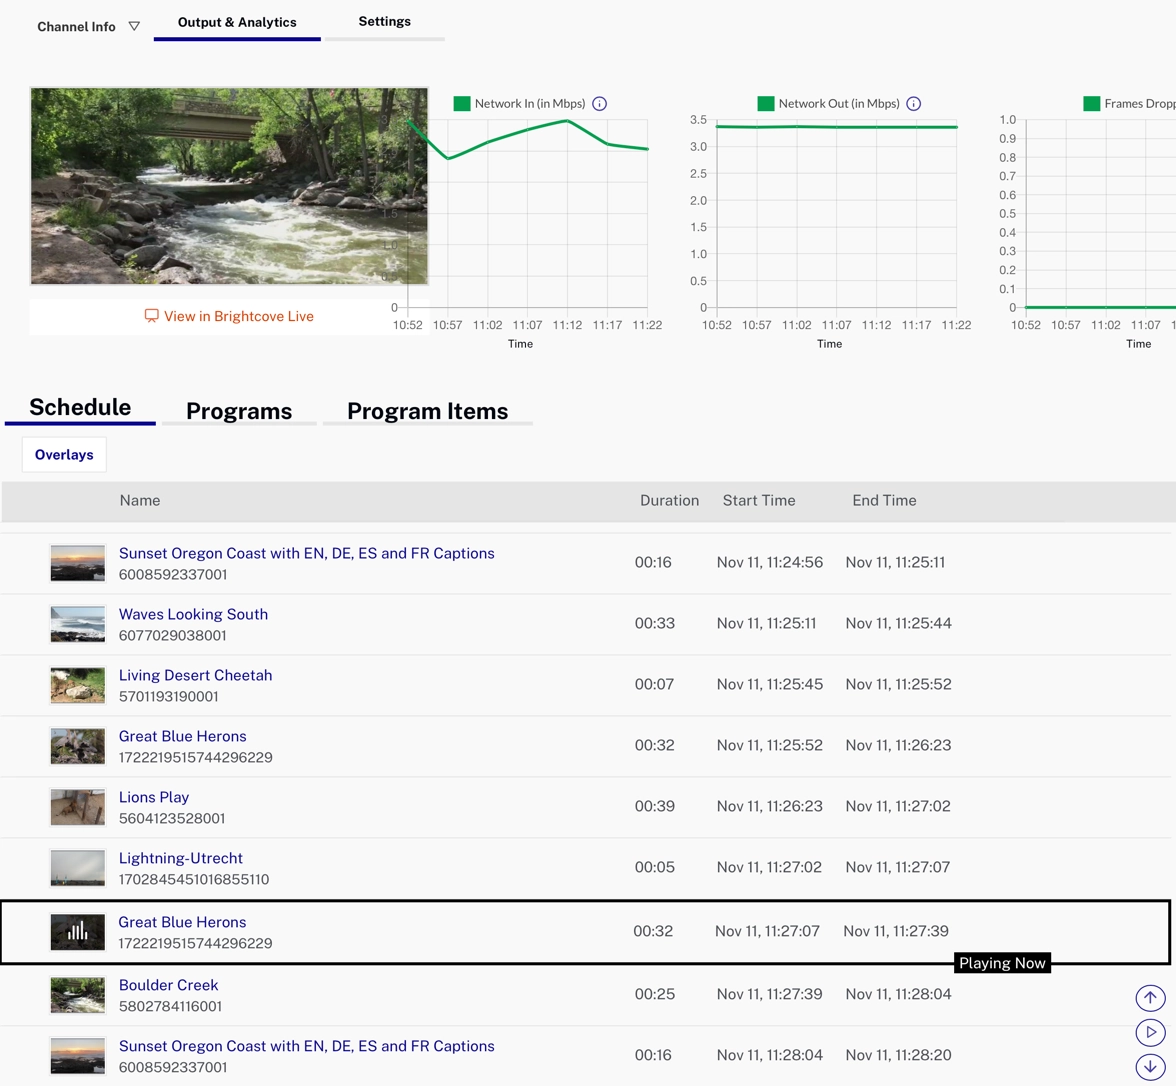 Channel Info
Output & Analytics
Settings
Network In (in Mbps)
1.5
1.0
0.5
0
10:52 10:57 11:02 11:07 11:12 11:17 11:22
Time
Network Out (in Mbps)
3.5
3.0
2.5
2.0
1.5
1.0
0.5
0
10:52 10:57 11:02 11:07 11:12 11:17 11:22
Time
Frames Dropp
1.0
0.9
0.8
0.7
0.6
0.5
0.4
0.3
0.2
0.1
0
10:52 10:57 11:02 11:07 1
Time
View in Brightcove Live
Schedule
Programs
Program Items
Overlays
Name Duration Start Time End Time
Sunset Oregon Coast with EN, DE, ES and FR Captions
6008592337001
00:16 Nov 11, 11:24:56 Nov 11, 11:25:11
Waves Looking South
6077029038001
00:33 Nov 11, 11:25:11 Nov 11, 11:25:44
Living Desert Cheetah
5701193190001
00:07 Nov 11, 11:25:45 Nov 11, 11:25:52
Great Blue Herons
1722219515744296229
00:32 Nov 11, 11:25:52 Nov 11, 11:26:23
Lions Play
5604123528001
00:39 Nov 11, 11:26:23 Nov 11, 11:27:02
Lightning-Utrecht
1702845451016855110
00:05 Nov 11, 11:27:02 Nov 11, 11:27:07
Great Blue Herons
1722219515744296229
00:32 Nov 11, 11:27:07 Nov 11, 11:27:39
Playing Now
Boulder Creek
5802784116001
00:25 Nov 11, 11:27:39 Nov 11, 11:28:04
Sunset Oregon Coast with EN, DE, ES and FR Captions
6008592337001
00:16 Nov 11, 11:28:04 Nov 11, 11:28:20